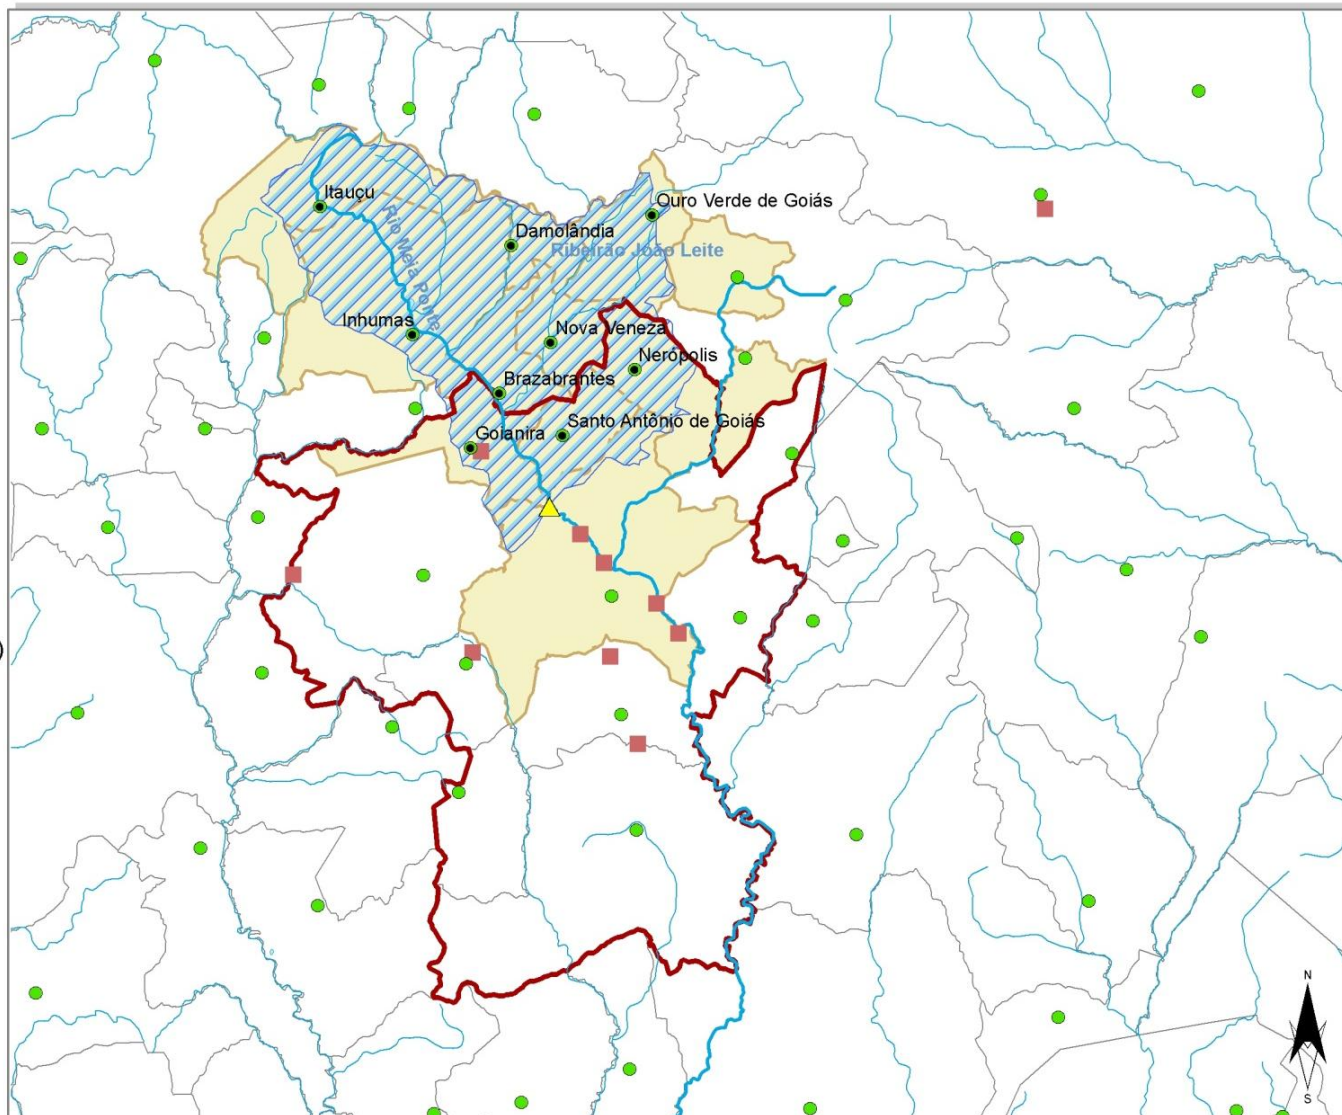 Itauçu
Ouro Verde de Goiás
Rio Meia Ponte
Damolândia
Ribeirão João Leite
Inhumas
Nova Veneza
Nerópolis
Brazabrantes
Santo Antônio de Goiás
Goianira
N
S